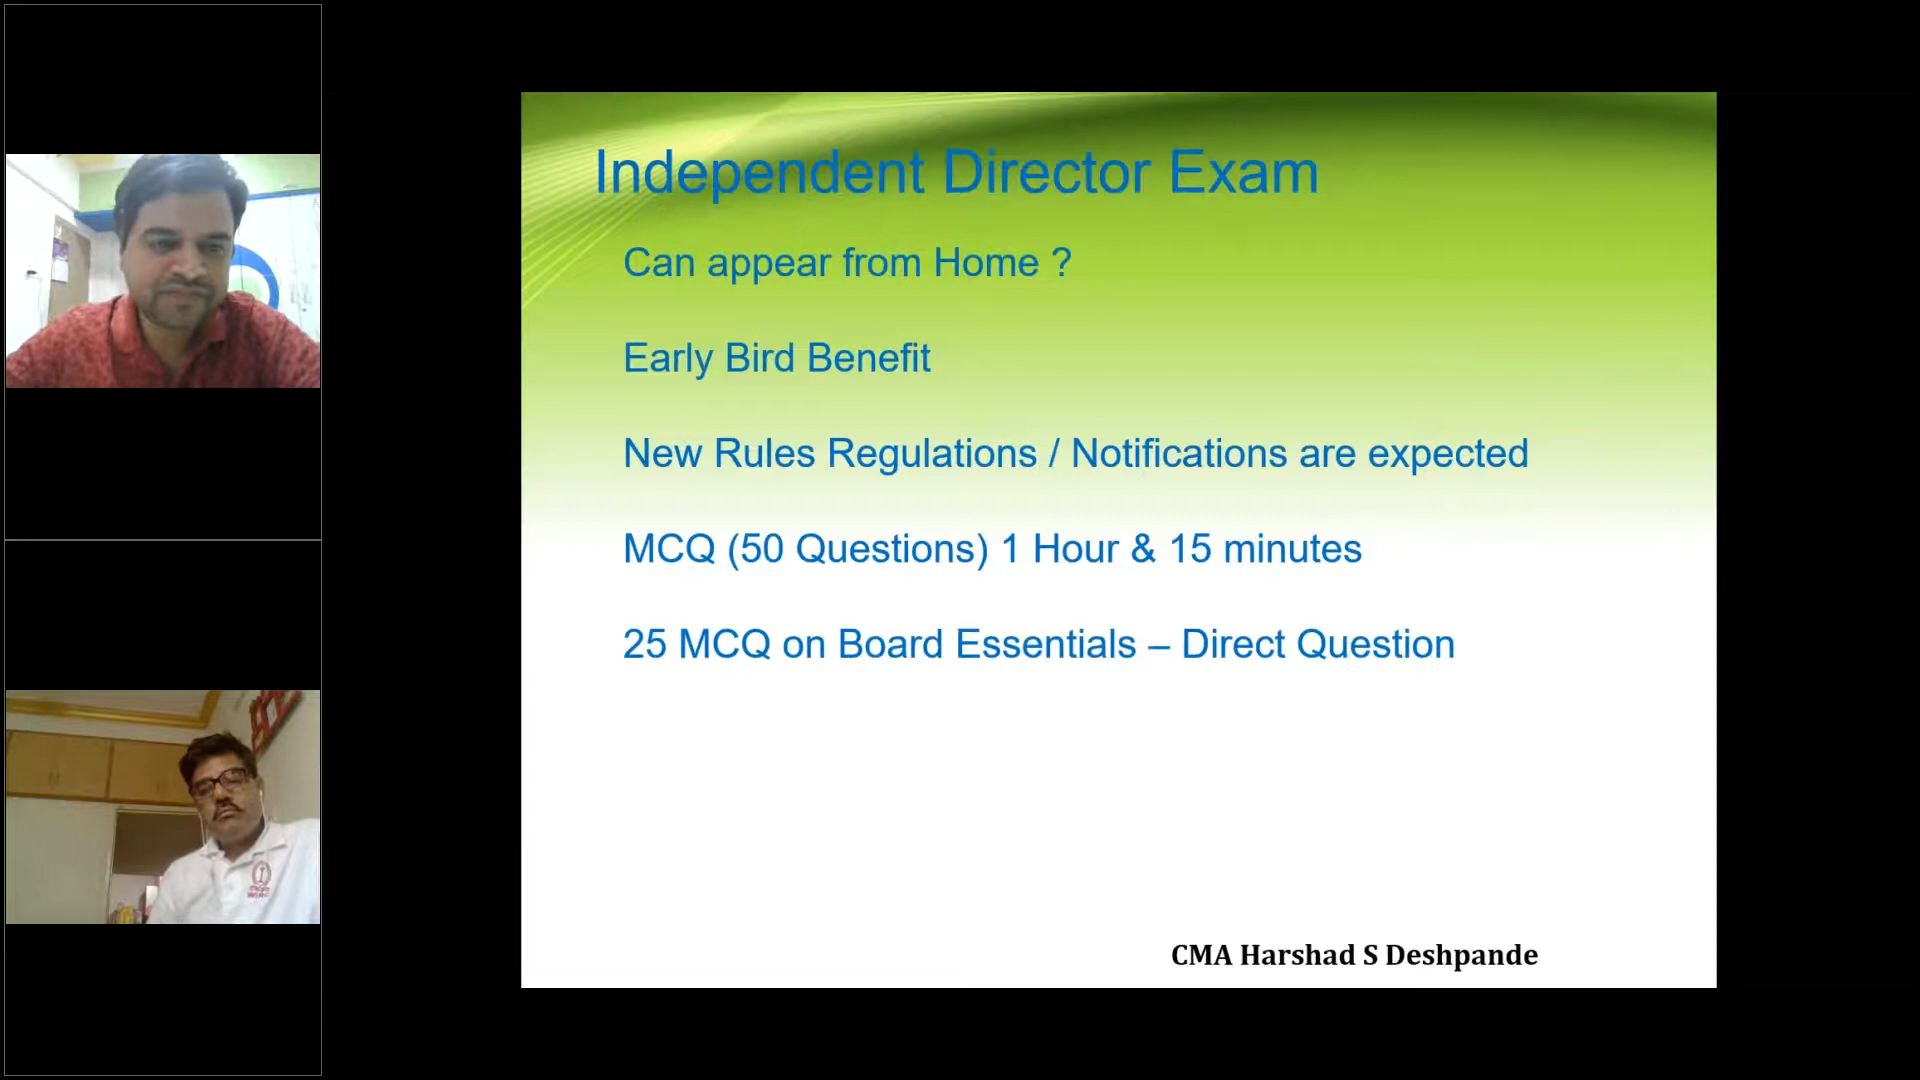 Independent Director Exam
Can appear from Home ?
Early Bird Benefit
New Rules Regulations / Notifications are expected
MCQ (50 Questions) 1 Hour & 15 minutes
25 MCQ on Board Essentials – Direct Question
CMA Harshad S Deshpande